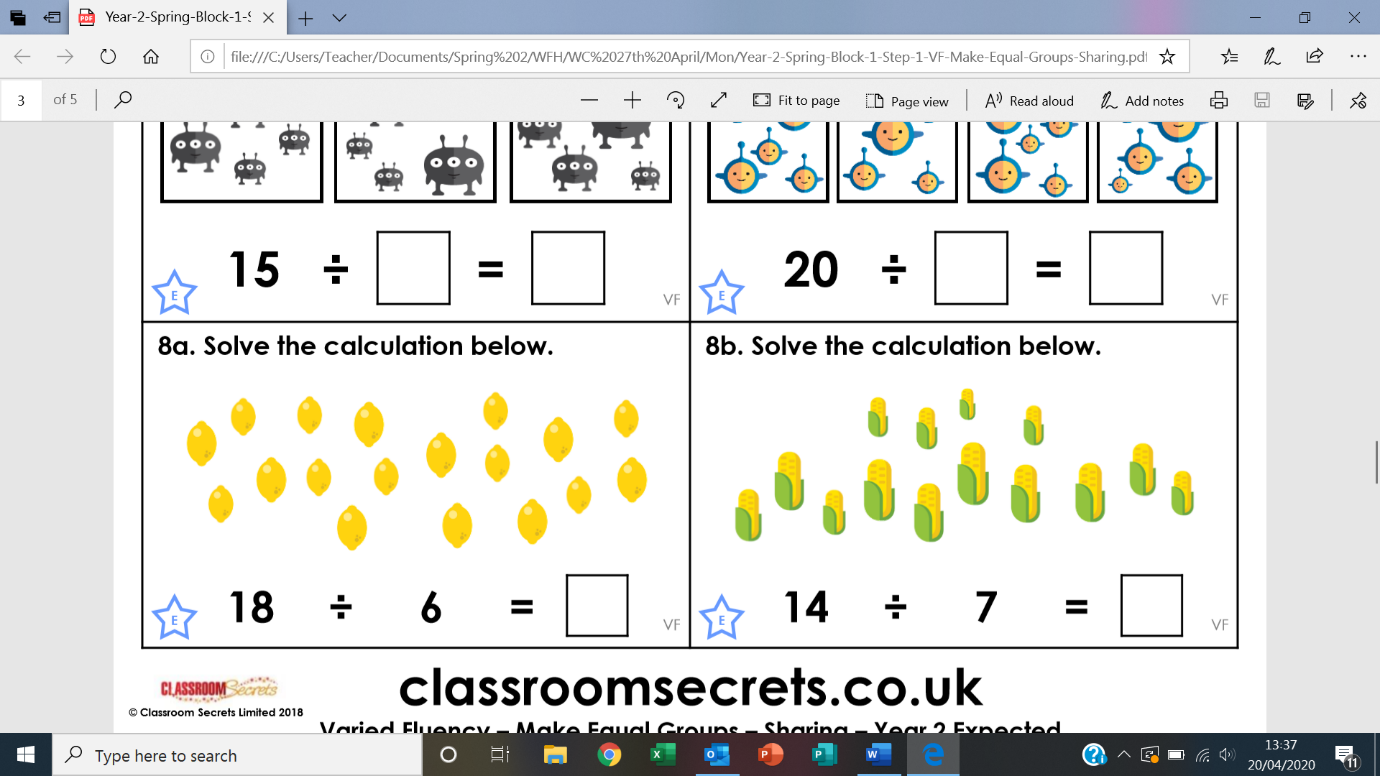 Year-2-Spring-Block-1-S
file:///C:/Users/Teacher/Documents/Spring%202/WFH/WC%2027th%20April/Mon/Year-2-Spring-Block-1-Step-1-VF-Make-Equal-Groups-Sharing.pdf
3 of 5 Fit to page Page view Read aloud Add notes
15 ÷ =
E VF
20 ÷ =
E VF
8a. Solve the calculation below.
18 ÷ 6 =
E VF
8b. Solve the calculation below.
14 ÷ 7 =
E VF
CLASSROOM Secrets
© Classroom Secrets Limited 2018
classroomsecrets.co.uk
Varied Fluency – Make Equal Groups – Sharing – Year 2 Expected
Type here to search
13:37
20/04/2020
11